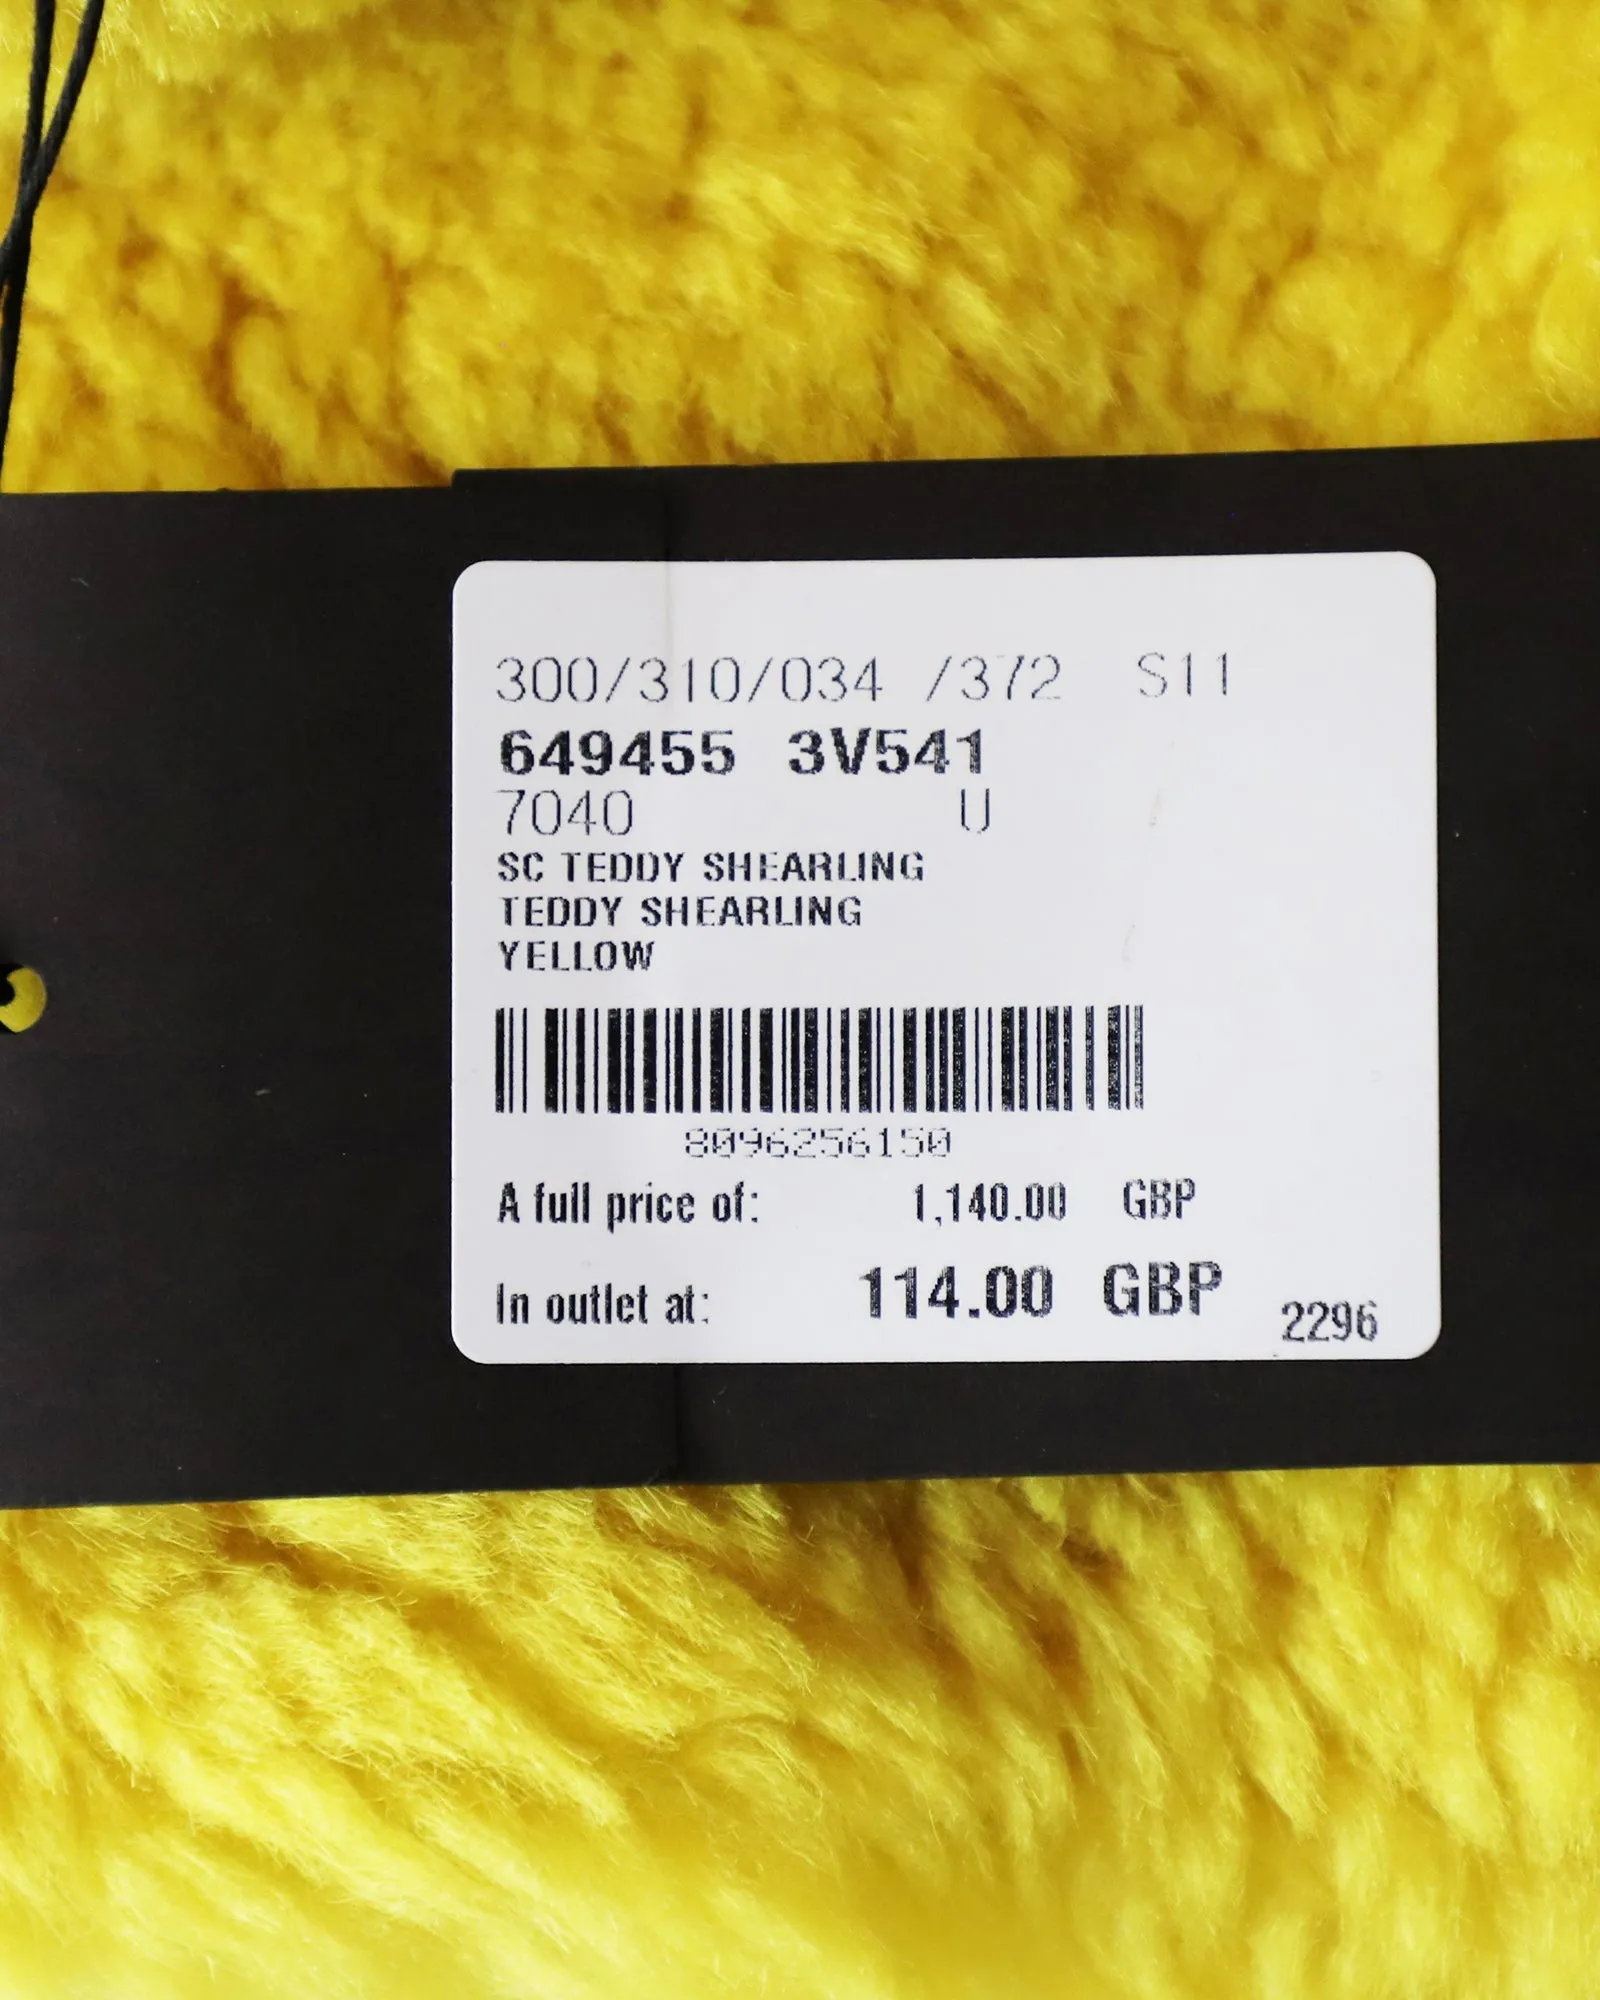 300/310/034 /372 S11
649455 3V541
7040 U
SC TEDDY SHEARLING
TEDDY SHEARLING
YELLOW
8096256150
A full price of: 1,140.00 GBP
In outlet at: 114.00 GBP 2296